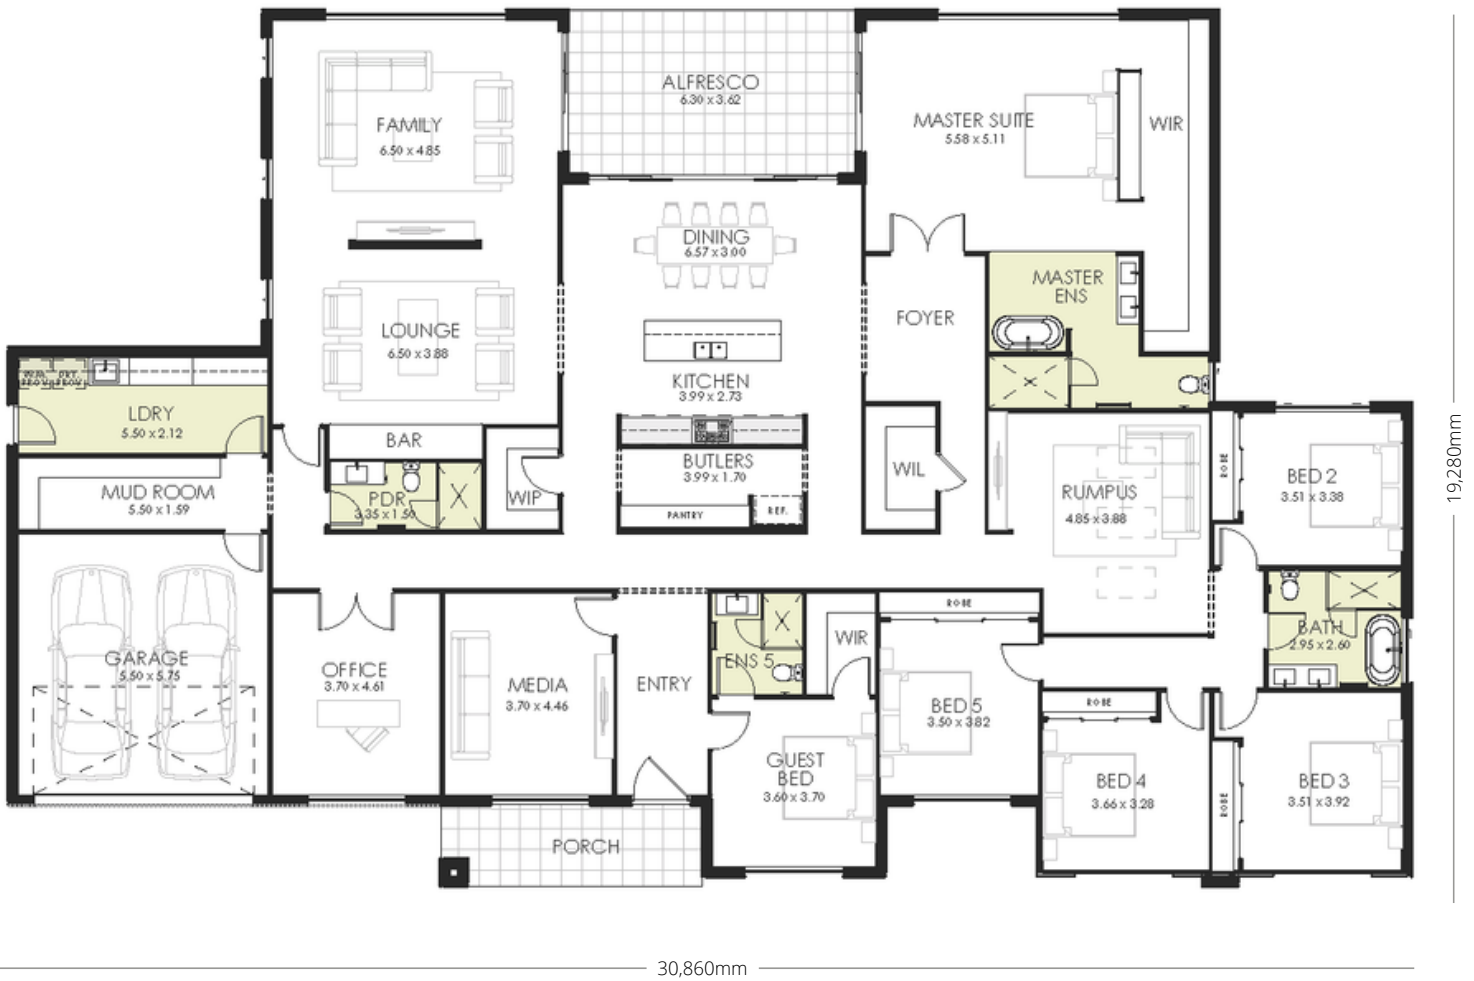 ALFRESCO
6.30 x 3.62
FAMILY
6.50 x 4.85
MASTER SUITE
5.58 x 5.11
WIR
DINING
6.57 x 3.00
MASTER
ENS
FOYER
LOUNGE
6.50 x 3.88
KITCHEN
3.99 x 2.73
LDRY
5.50 x 2.12
BAR
BUTLERS
3.99 x 1.70
PANTRY
REF.
WIL
WIP
PDR
3.35 x 1.50
MUD ROOM
5.50 x 1.59
RUMPUS
4.85 x 3.88
ROBE
BED 2
3.51 x 3.38
BATH
2.95 x 2.60
GARAGE
5.50 x 5.75
OFFICE
3.70 x 4.61
MEDIA
3.70 x 4.46
ENTRY
ENS 5
WIR
ROBE
BED 5
3.50 x 3.82
GUEST
BED
3.60 x 3.70
ROBE
BED 4
3.66 x 3.28
ROBE
BED 3
3.51 x 3.92
PORCH
19,280mm
30,860mm